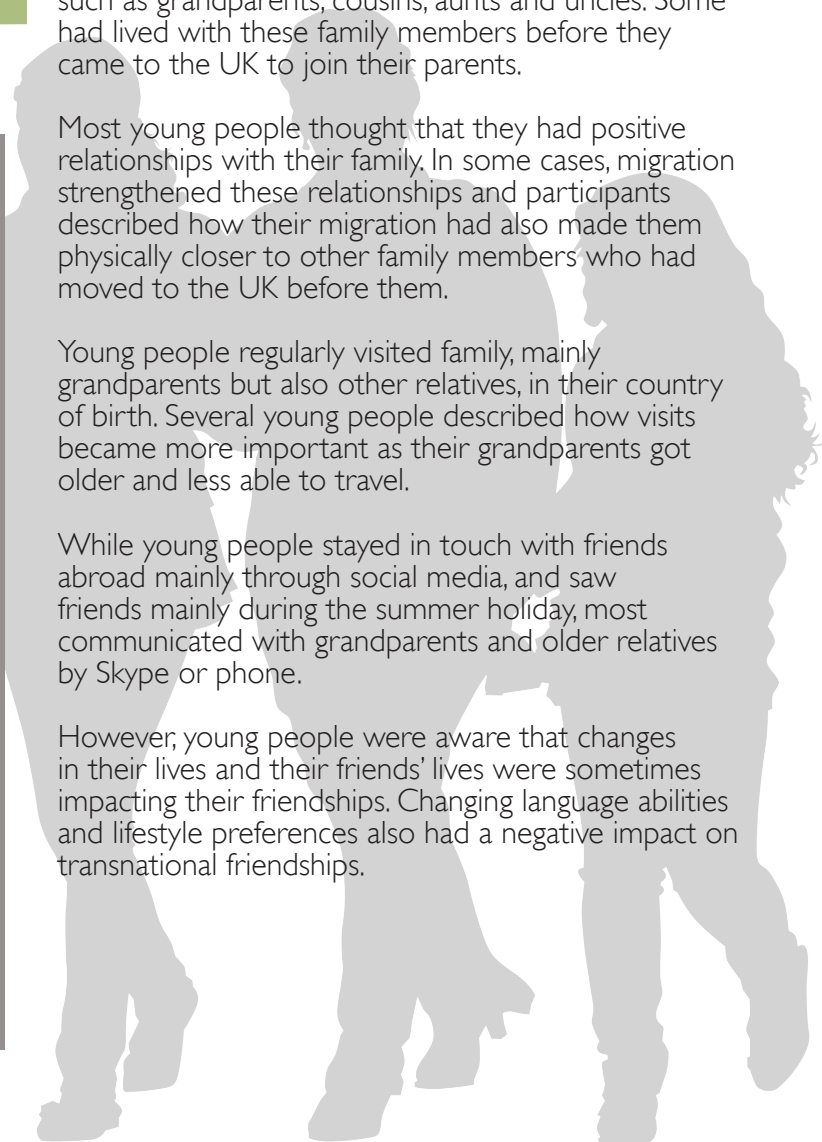 such as grandparents, cousins, aunts and uncles. Some
had lived with these family members before they
came to the UK to join their parents.
Most young people thought that they had positive
relationships with their family. In some cases, migration
strengthened these relationships and participants
described how their migration had also made them
physically closer to other family members who had
moved to the UK before them.
Young people regularly visited family, mainly
grandparents but also other relatives, in their country
of birth. Several young people described how visits
became more important as their grandparents got
older and less able to travel.
While young people stayed in touch with friends
abroad mainly through social media, and saw
friends mainly during the summer holiday, most
communicated with grandparents and older relatives
by Skype or phone.
However, young people were aware that changes
in their lives and their friends’ lives were sometimes
impacting their friendships. Changing language abilities
and lifestyle preferences also had a negative impact on
transnational friendships.